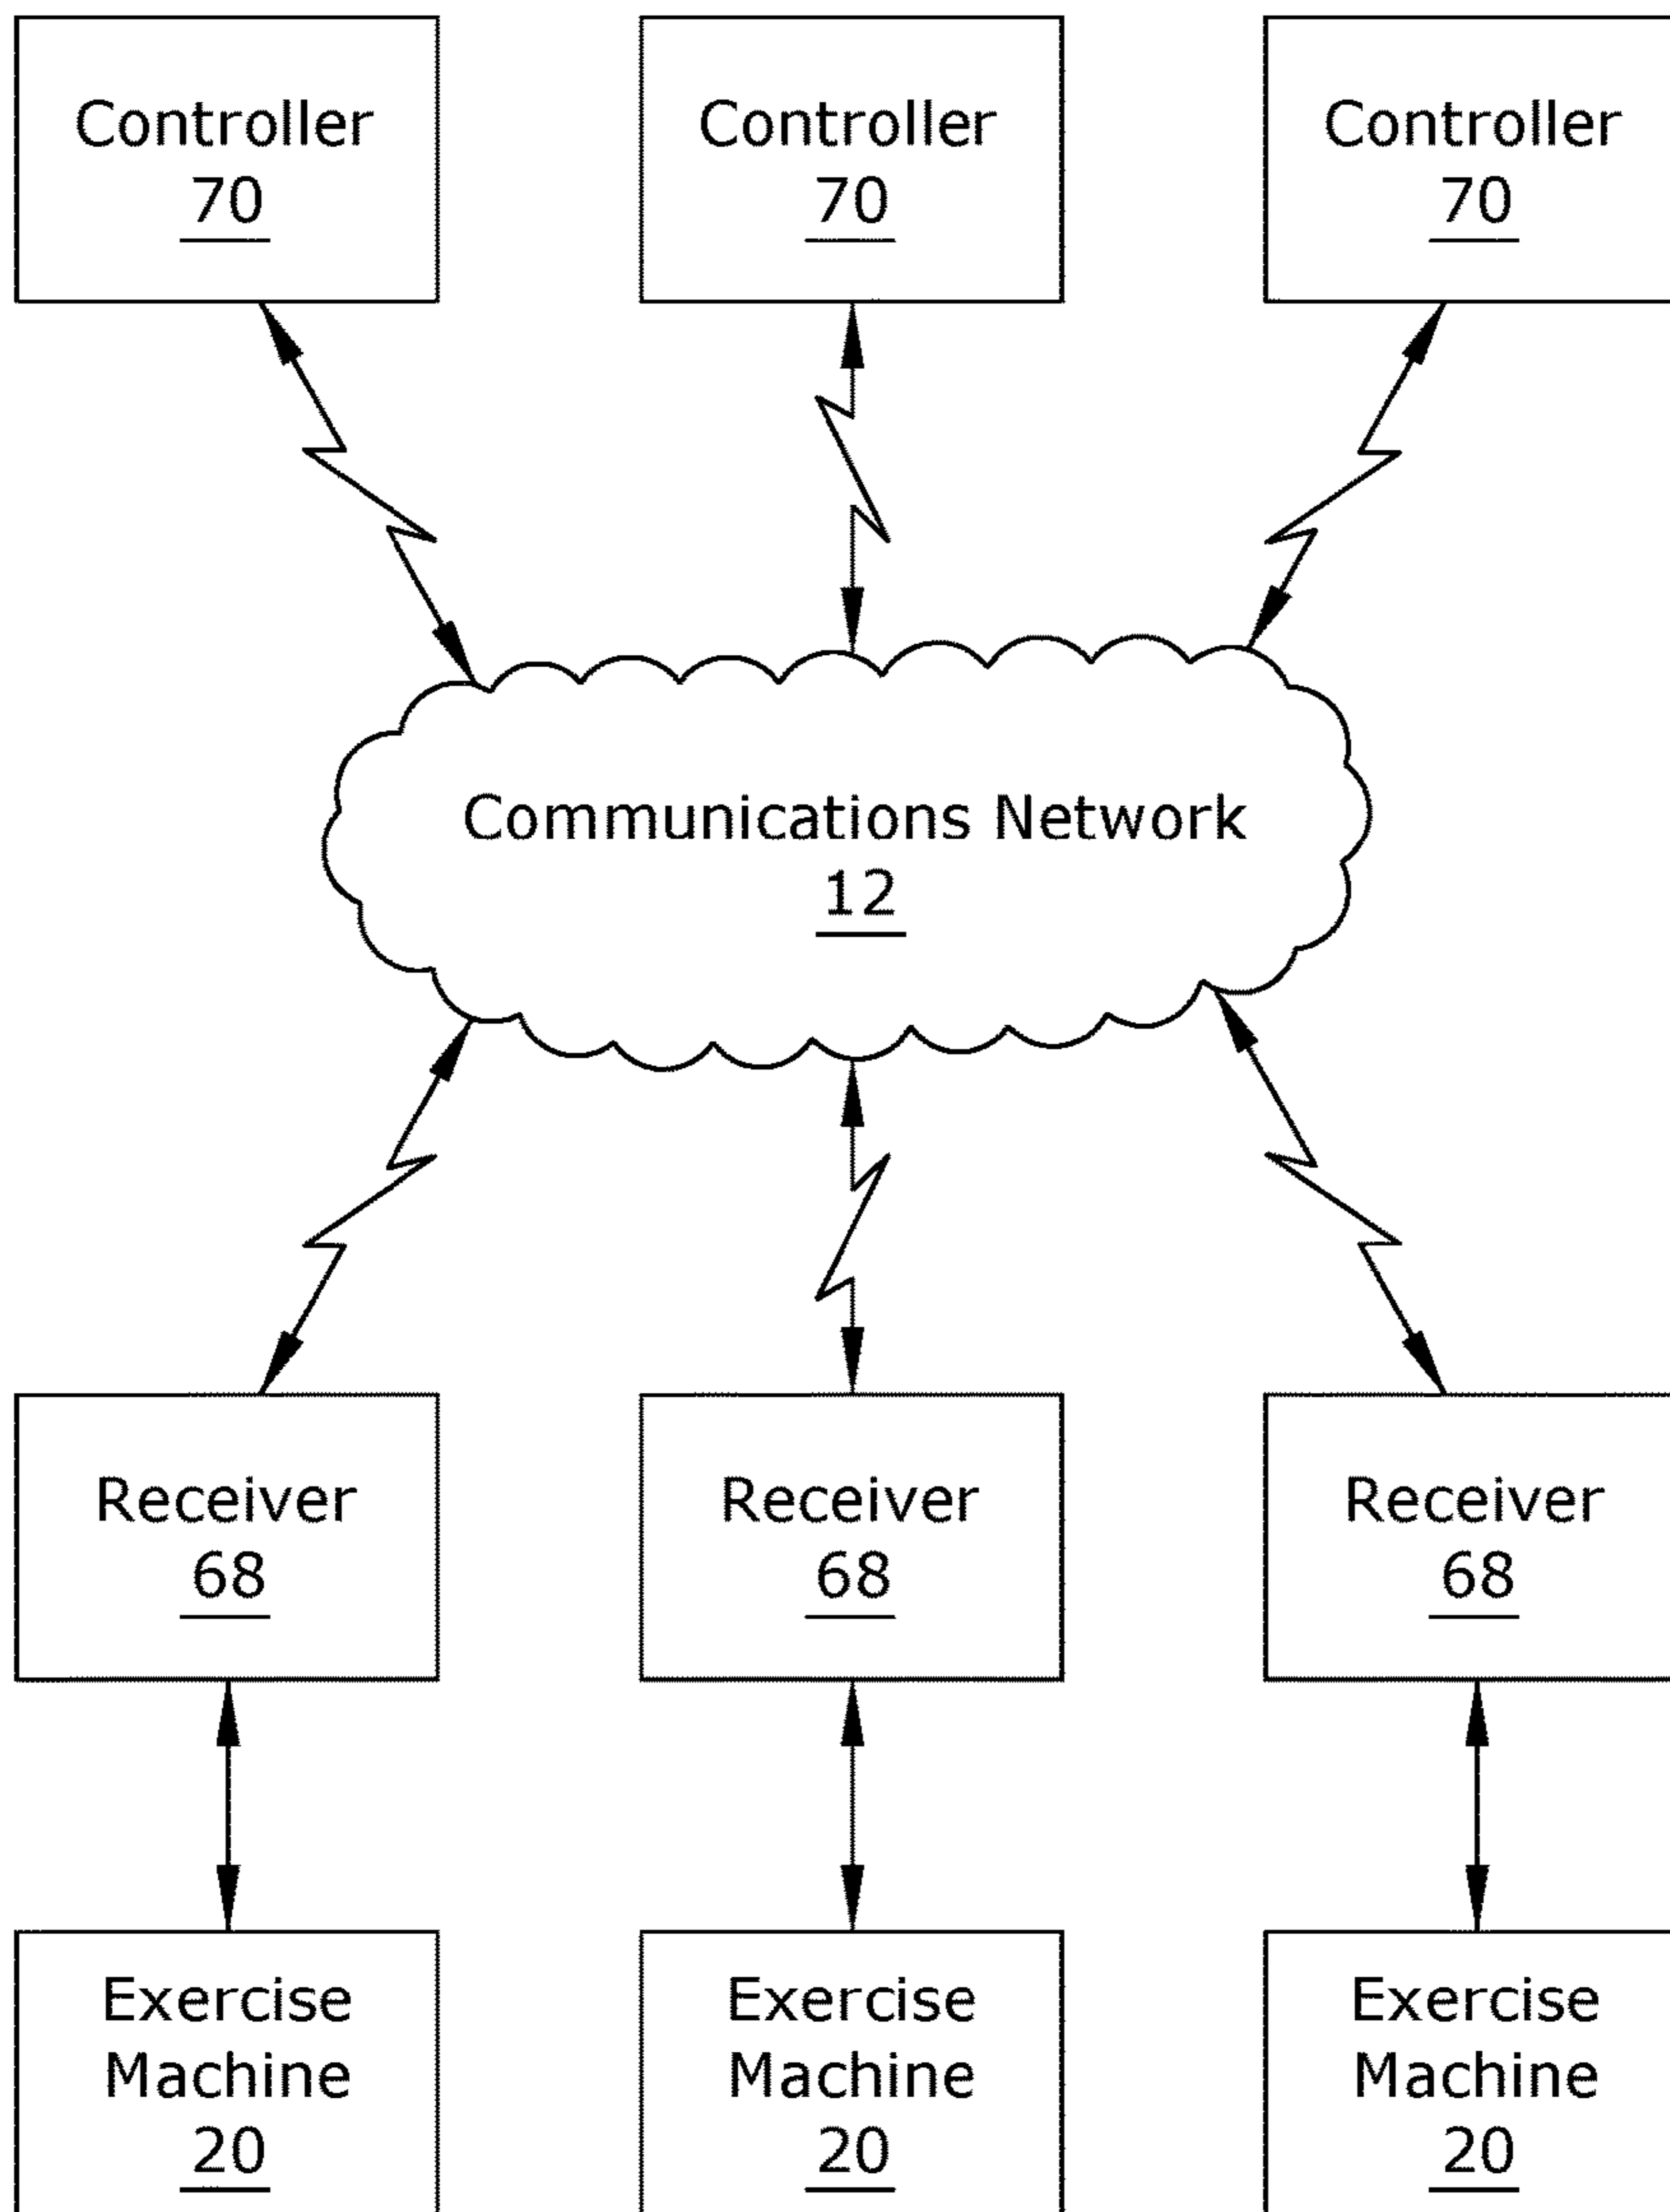 Controller
70
Controller
70
Controller
70
Communications Network
12
Receiver
68
Receiver
68
Receiver
68
Exercise
Machine
20
Exercise
Machine
20
Exercise
Machine
20